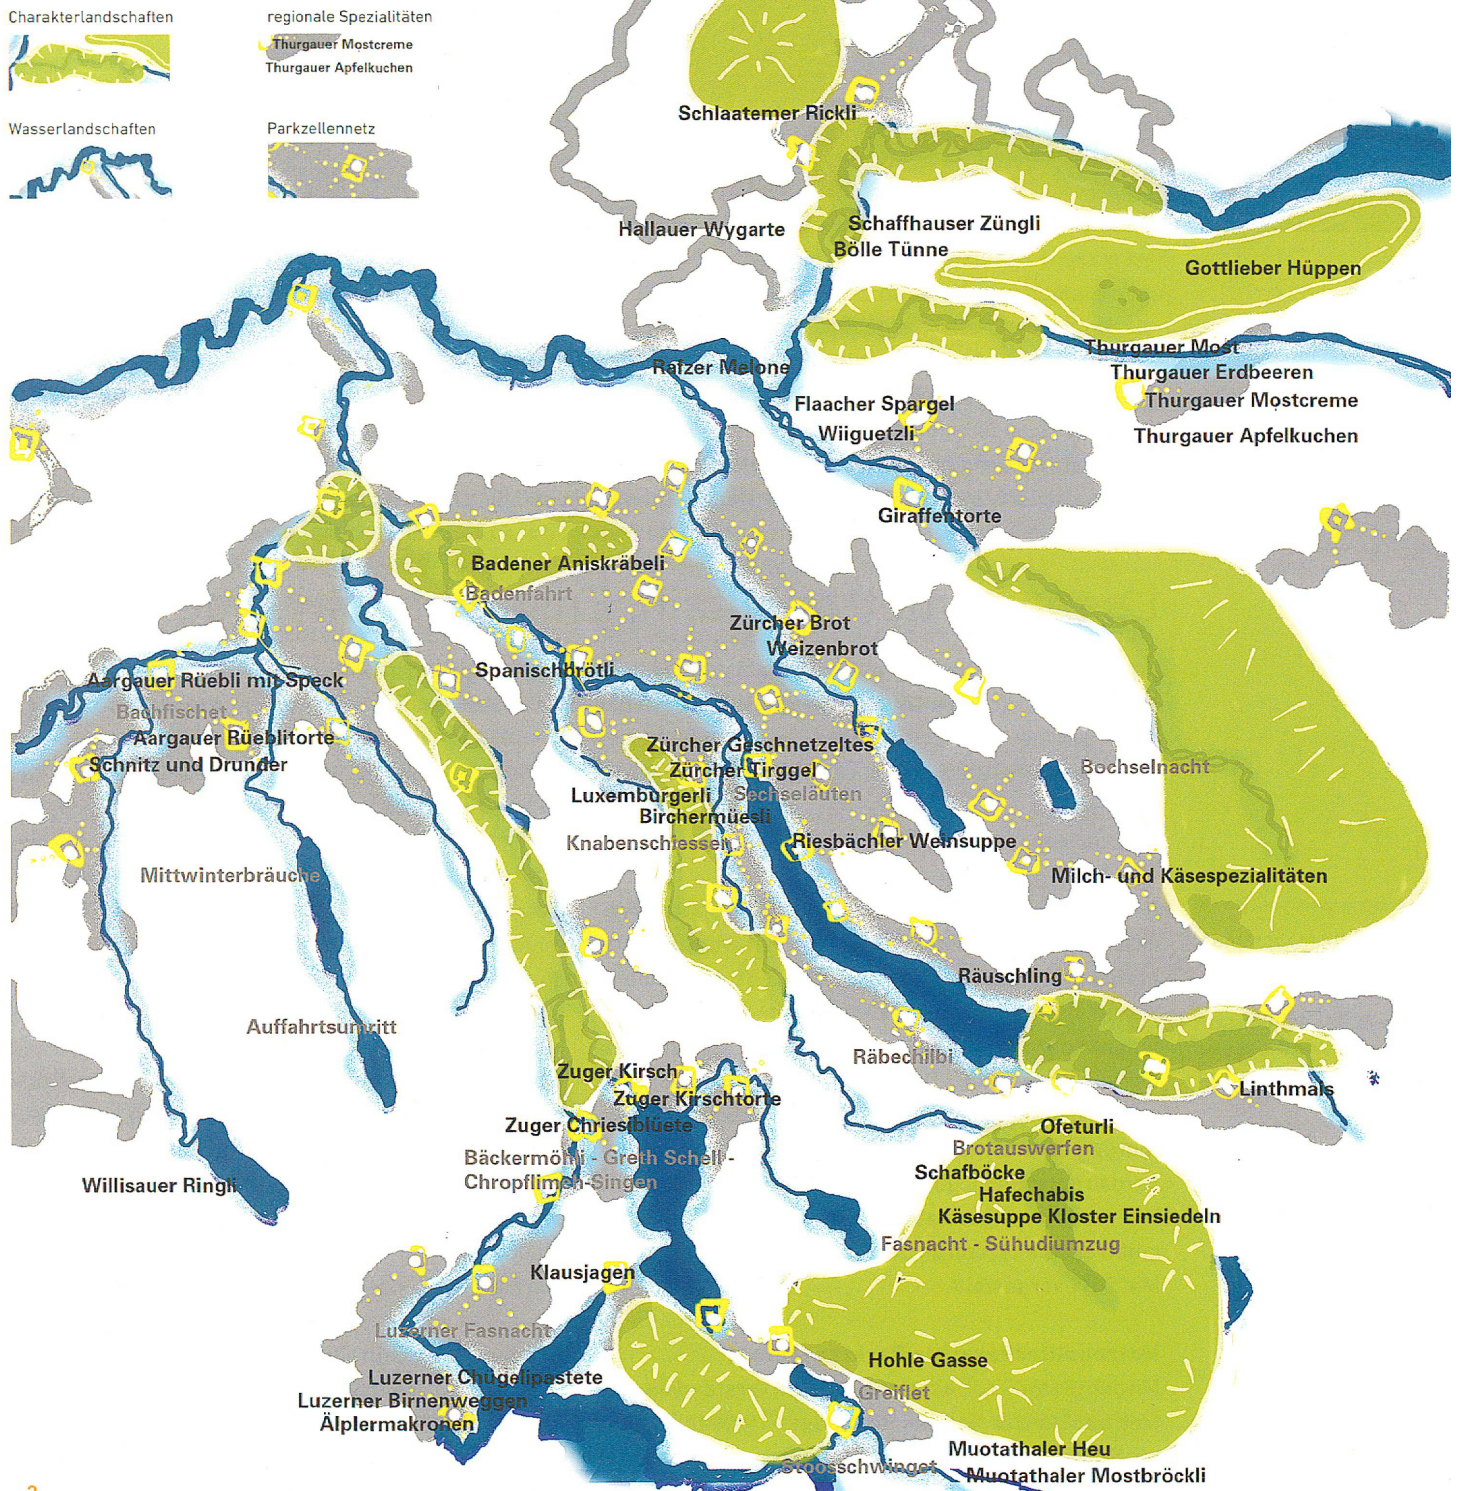 Charakterlandschaften
regionale Spezialitäten
Thurgauer Mostcreme
Thurgauer Apfelkuchen
Wasserlandschaften
Parkzellennetz
Schlaatemer Rickli
Hallauer Wygarte
Schaffhauser Züngli
Bölle Tünne
Gottlieber Hüppen
Rafzer Melone
Thurgauer Most
Thurgauer Erdbeeren
Thurgauer Mostcreme
Thurgauer Apfelkuchen
Flaacher Spargel
Wiiguetzli
Giraffentorte
Badener Aniskräbeli
Badenfahrt
Zürcher Brot
Weizenbrot
Spanischbrötli
Aargauer Rüebli mit Speck
Bachfischet
Aargauer Rüeblitorte
Schnitz und Drunder
Zürcher Geschnetzeltes
Zürcher Tirggel
Luxemburgerli
Sechseläuten
Birchermüesli
Knabenschiessen
Bochselnacht
Riesbächler Weinsuppe
Milch- und Käsespezialitäten
Mittwinterbräuche
Räuschling
Auffahrtsumritt
Räbechilbi
Zuger Kirsch
Zuger Kirschtorte
Linthmais
Zuger Chriesiblüete
Ofeturli
Brotauswerfen
Bäckermöhli - Greth Schell -
Chropflimeh-Singen
Schafböcke
Hafechabis
Käsesuppe Kloster Einsiedeln
Willisauer Ringli
Fasnacht - Sühudiumzug
Klausjagen
Luzerner Fasnacht
Hohle Gasse
Greiflet
Luzerner Chügelipastete
Luzerner Birnenweggen
Älplermakronen
Muotathaler Heu
Stoosschwinget
Muotathaler Mostbröckli